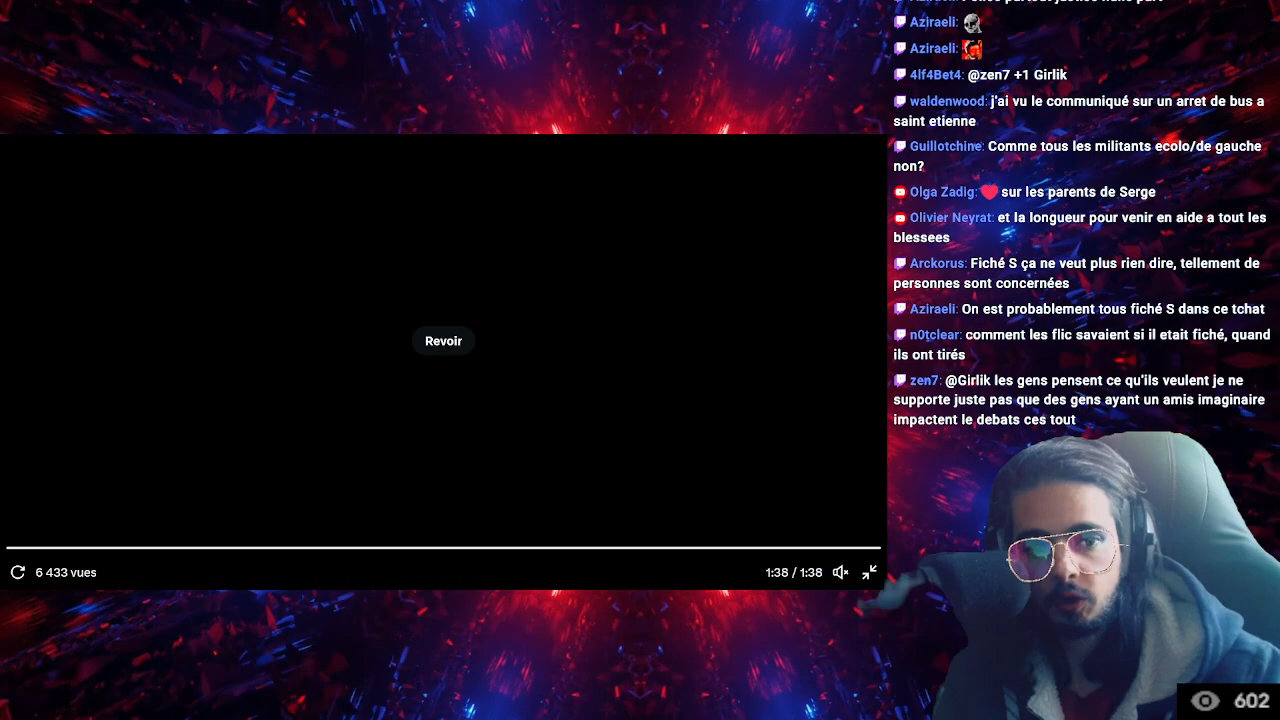 Aziraeli:
Aziraeli:
4lf4Bet4: @zen7 +1 Girlik
waldenwood: j'ai vu le communiqué sur un arret de bus a
saint etienne
Guillotchine: Comme tous les militants ecolo/de gauche
non?
Olga Zadig: sur les parents de Serge
Olivier Neyrat: et la longueur pour venir en aide a tout les
blessees
Arckorus: Fiché S ça ne veut plus rien dire, tellement de
personnes sont concernées
Aziraeli: On est probablement tous fiché S dans ce tchat
n0tclear: comment les flic savaient si il etait fiché, quand
ils ont tirés
zen7: @Girlik les gens pensent ce qu'ils veulent je ne
supporte juste pas que des gens ayant un amis imaginaire
impactent le debats ces tout
Revoir
6 433 vues
1:38 / 1:38
602